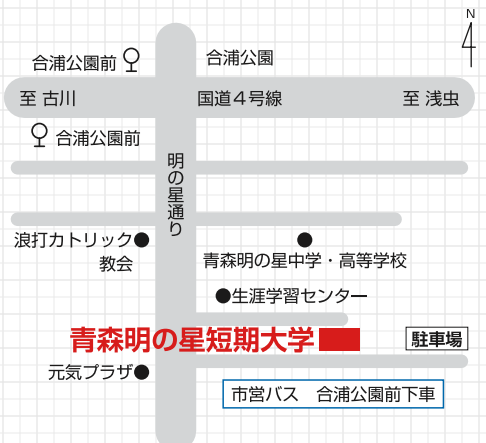 N
合浦公園前
合浦公園
至 古川
国道4号線
至 浅虫
合浦公園前
明の星通り
浪打カトリック
教会
青森明の星中学・高等学校
生涯学習センター
青森明の星短期大学
駐車場
元気プラザ
市営バス　合浦公園前下車